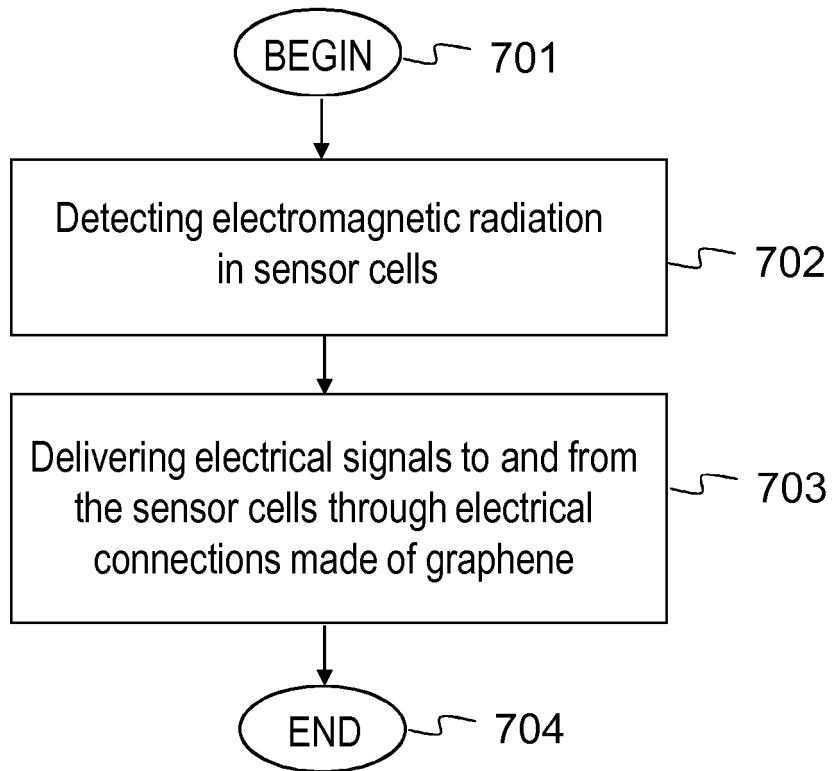 BEGIN 701
Detecting electromagnetic radiation
in sensor cells
702
Delivering electrical signals to and from
the sensor cells through electrical
connections made of graphene
703
END 704